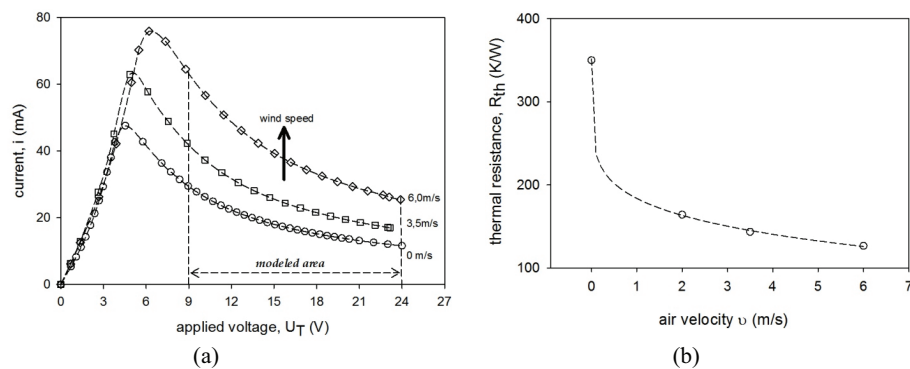 80
60
40
20
0
current, i (mA)
wind speed
6,0m/s
3,5m/s
0 m/s
modeled area
0 3 6 9 12 15 18 21 24 27
applied voltage, UT (V)
(a)
400
300
200
100
thermal resistance, Rth (K/W)
0 1 2 3 4 5 6 7
air velocity υ (m/s)
(b)